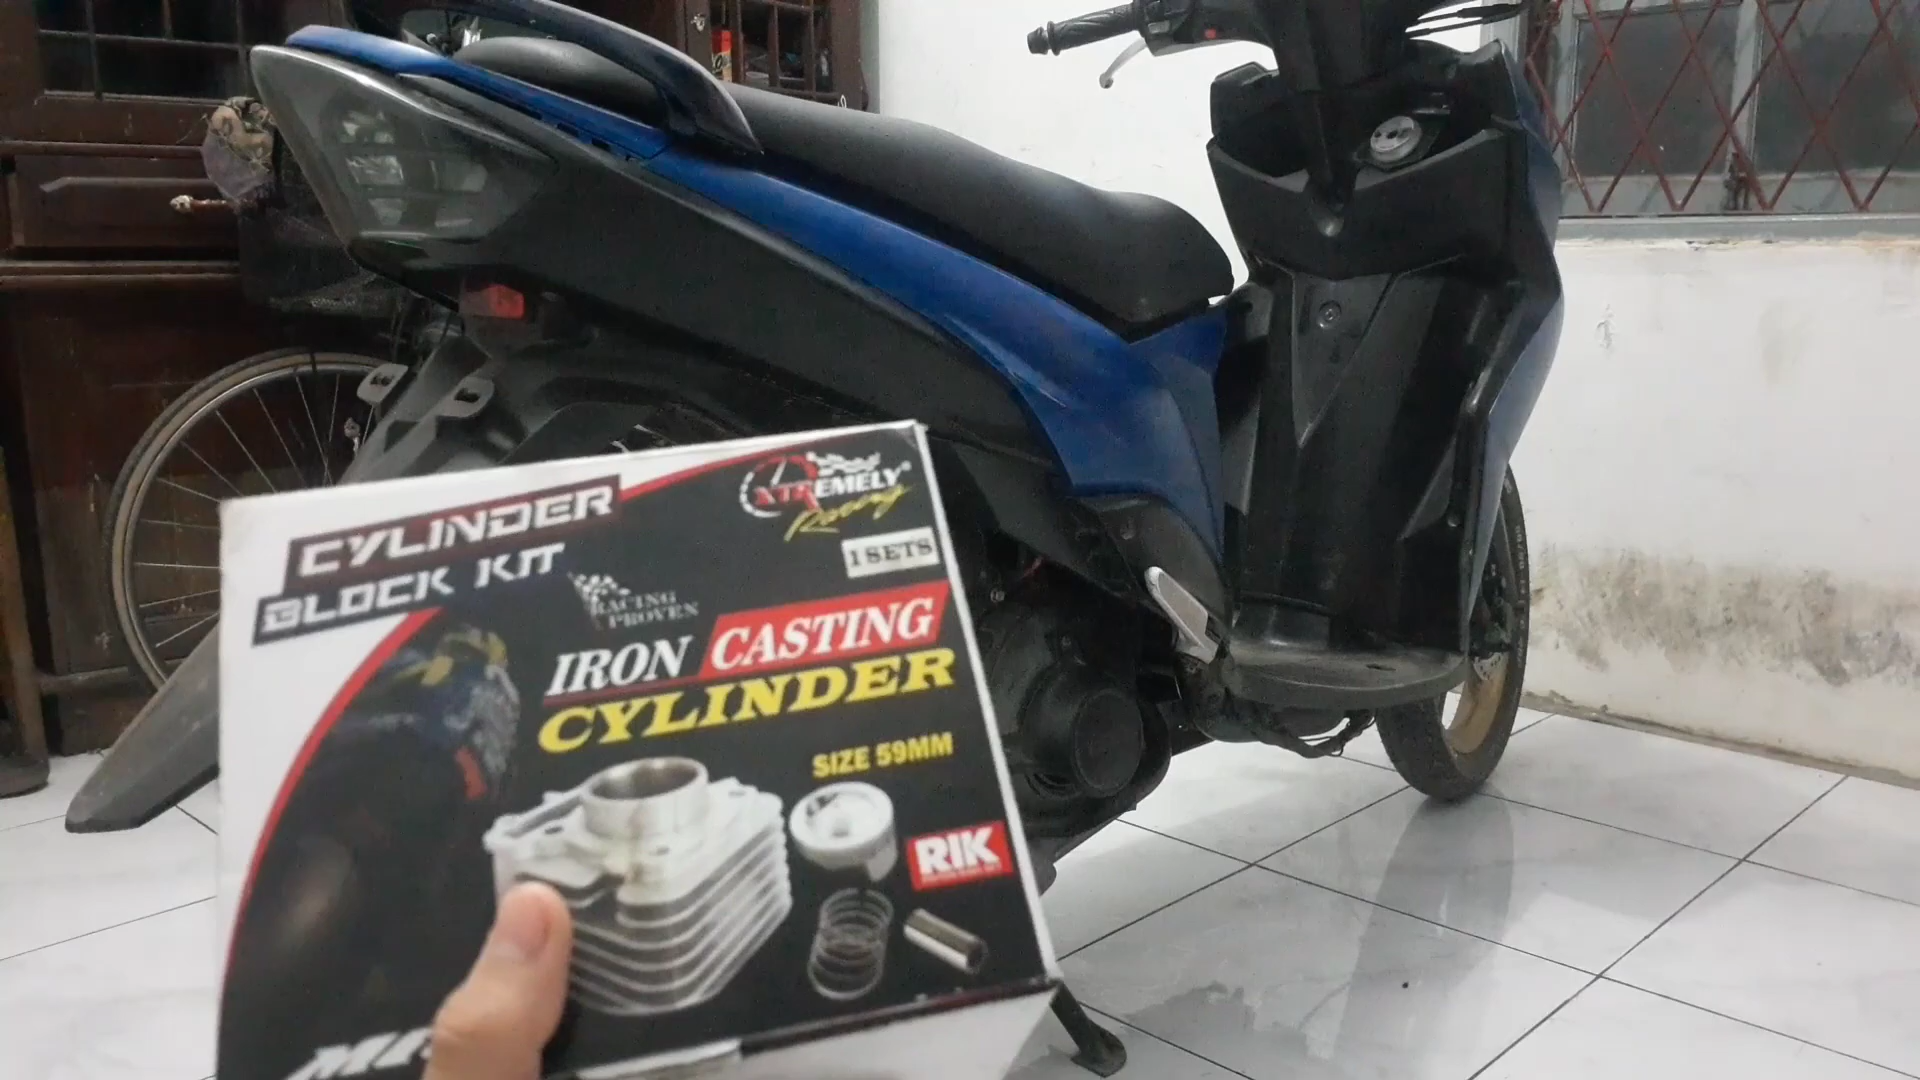 CYLINDER
BLOCK KIT
XTREMELY
Racing
1 SETS
RACING
PROVEN
IRON CASTING
CYLINDER
SIZE 59MM
RIK